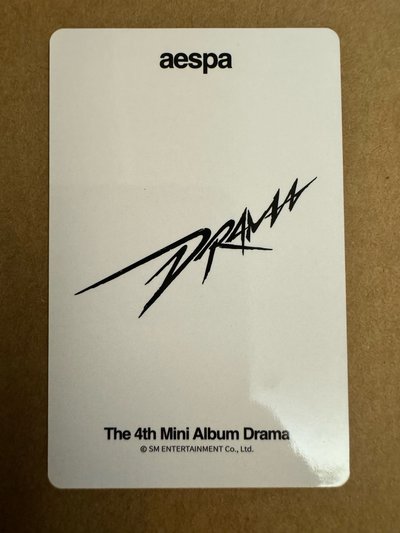 aespa
DRAMA
The 4th Mini Album Drama
© SM ENTERTAINMENT Co., Ltd.